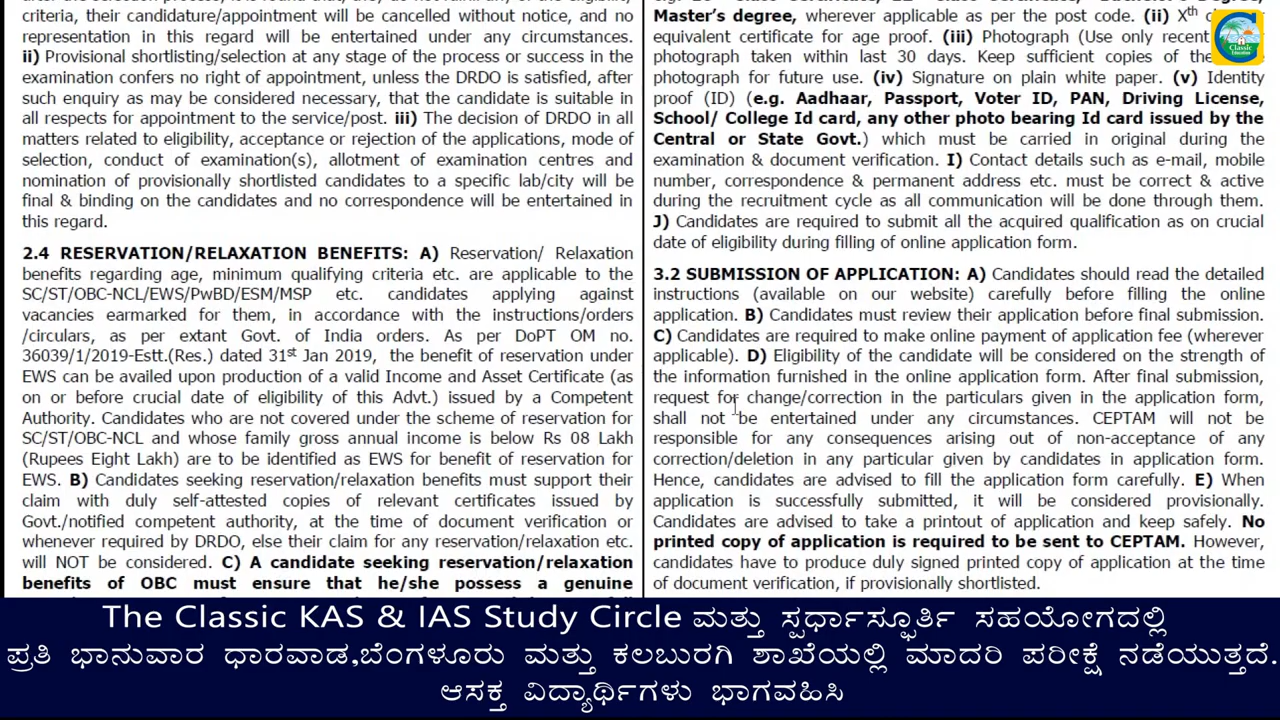 criteria, their candidature/appointment will be cancelled without notice, and no
representation in this regard will be entertained under any circumstances.
ii) Provisional shortlisting/selection at any stage of the process or success in the
examination confers no right of appointment, unless the DRDO is satisfied, after
such enquiry as may be considered necessary, that the candidate is suitable in
all respects for appointment to the service/post. iii) The decision of DRDO in all
matters related to eligibility, acceptance or rejection of the applications, mode of
selection, conduct of examination(s), allotment of examination centres and
nomination of provisionally shortlisted candidates to a specific lab/city will be
final & binding on the candidates and no correspondence will be entertained in
this regard.
2.4 RESERVATION/RELAXATION BENEFITS: A) Reservation/ Relaxation
benefits regarding age, minimum qualifying criteria etc. are applicable to the
SC/ST/OBC-NCL/EWS/PwBD/ESM/MSP etc. candidates applying against
vacancies earmarked for them, in accordance with the instructions/orders
/circulars, as per extant Govt. of India orders. As per DoPT OM no.
36039/1/2019-Estt.(Res.) dated 31st Jan 2019, the benefit of reservation under
EWS can be availed upon production of a valid Income and Asset Certificate (as
on or before crucial date of eligibility of this Advt.) issued by a Competent
Authority. Candidates who are not covered under the scheme of reservation for
SC/ST/OBC-NCL and whose family gross annual income is below Rs 08 Lakh
(Rupees Eight Lakh) are to be identified as EWS for benefit of reservation for
EWS. B) Candidates seeking reservation/relaxation benefits must support their
claim with duly self-attested copies of relevant certificates issued by
Govt./notified competent authority, at the time of document verification or
whenever required by DRDO, else their claim for any reservation/relaxation etc.
will NOT be considered. C) A candidate seeking reservation/relaxation
benefits of OBC must ensure that he/she possess a genuine
Master's degree, wherever applicable as per the post code. (ii) Xth
equivalent certificate for age proof. (iii) Photograph (Use only recent
photograph taken within last 30 days. Keep sufficient copies of the
photograph for future use. (iv) Signature on plain white paper. (v) Identity
proof (ID) (e.g. Aadhaar, Passport, Voter ID, PAN, Driving License,
School/ College Id card, any other photo bearing Id card issued by the
Central or State Govt.) which must be carried in original during the
examination & document verification. I) Contact details such as e-mail, mobile
number, correspondence & permanent address etc. must be correct & active
during the recruitment cycle as all communication will be done through them.
J) Candidates are required to submit all the acquired qualification as on crucial
date of eligibility during filling of online application form.
3.2 SUBMISSION OF APPLICATION: A) Candidates should read the detailed
instructions (available on our website) carefully before filling the online
application. B) Candidates must review their application before final submission.
C) Candidates are required to make online payment of application fee (wherever
applicable). D) Eligibility of the candidate will be considered on the strength of
the information furnished in the online application form. After final submission,
request for change/correction in the particulars given in the application form,
shall not be entertained under any circumstances. CEPTAM will not be
responsible for any consequences arising out of non-acceptance of any
correction/deletion in any particular given by candidates in application form.
Hence, candidates are advised to fill the application form carefully. E) When
application is successfully submitted, it will be considered provisionally.
Candidates are advised to take a printout of application and keep safely. No
printed copy of application is required to be sent to CEPTAM. However,
candidates have to produce duly signed printed copy of application at the time
of document verification, if provisionally shortlisted.
Classic
Education
The Classic KAS & IAS Study Circle ಮತ್ತು ಸ್ಪರ್ಧಾಸ್ಫೂರ್ತಿ ಸಹಯೋಗದಲ್ಲಿ
ಪ್ರತಿ ಭಾನುವಾರ ಧಾರವಾಡ,ಬೆಂಗಳೂರು ಮತ್ತು ಕಲಬುರಗಿ ಶಾಖೆಯಲ್ಲಿ ಮಾದರಿ ಪರೀಕ್ಷೆ ನಡೆಯುತ್ತದೆ.
ಆಸಕ್ತ ವಿದ್ಯಾರ್ಥಿಗಳು ಭಾಗವಹಿಸಿ